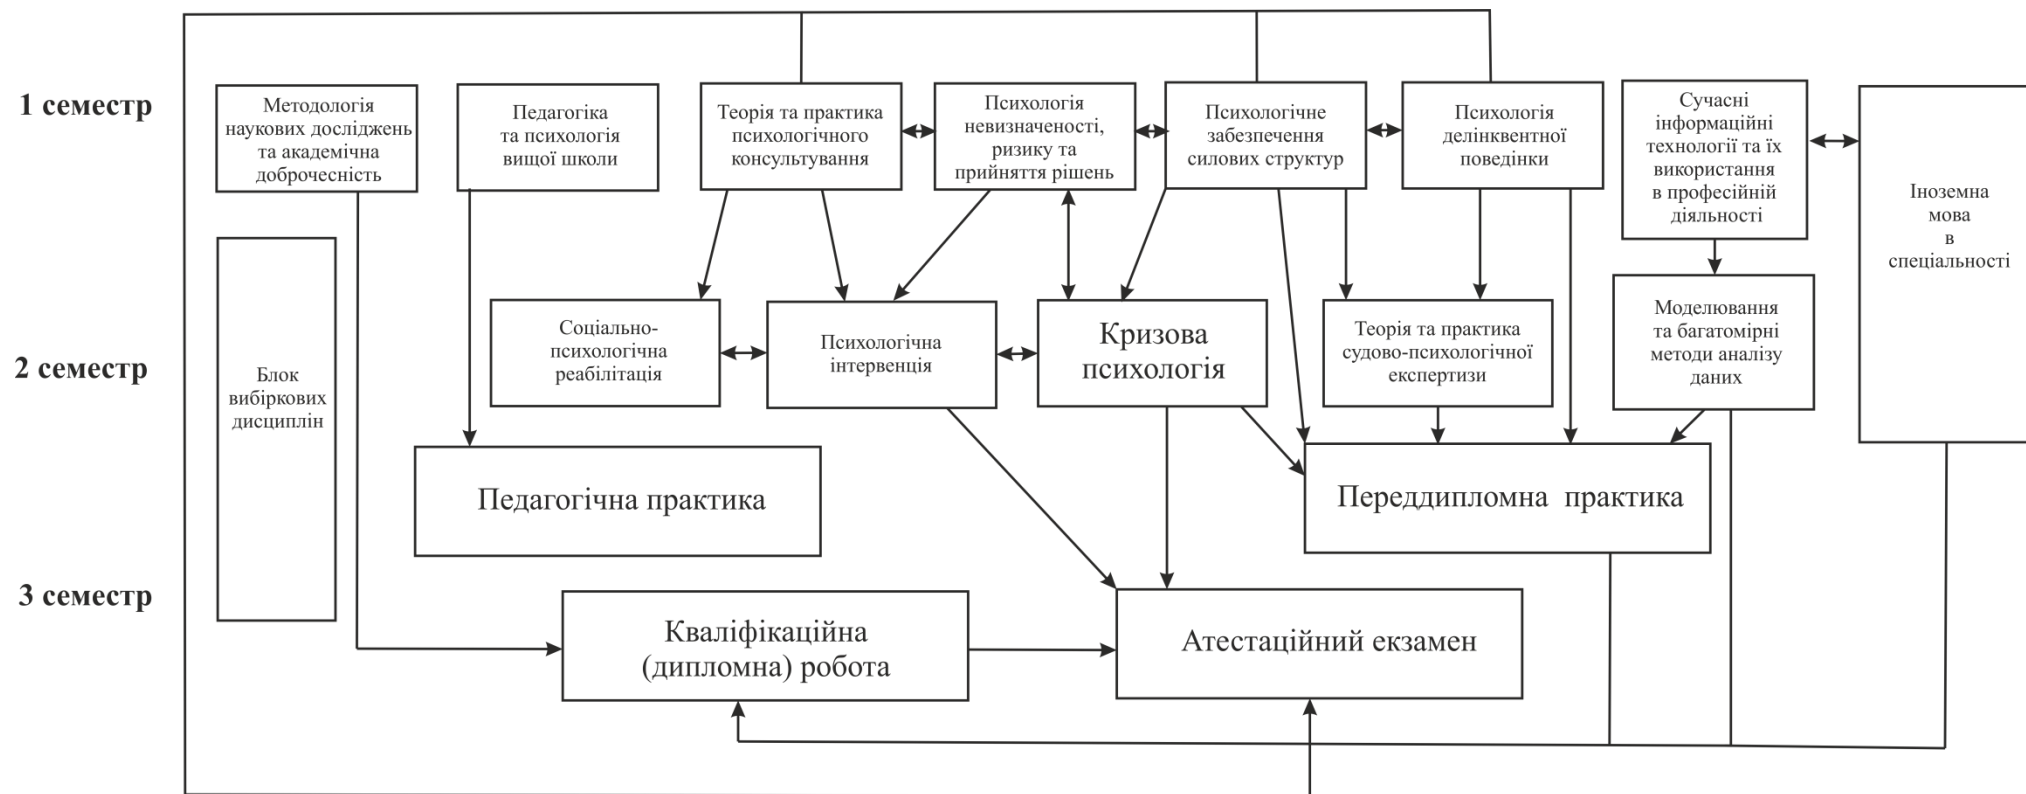 1 семестр
Методологія
наукових досліджень
та академічна
доброчесність
Педагогіка
та психологія
вищої школи
Теорія та практика
психологічного
консультування
Психологія
невизначеності,
ризику та
прийняття рішень
Психологічне
забезпечення
силових структур
Психологія
делінквентної
поведінки
Сучасні
інформаційні
технології та їх
використання
в професійній
діяльності
Іноземна
мова
в
спеціальності
2 семестр
Блок
вибіркових
дисциплін
Соціально-
психологічна
реабілітація
Психологічна
інтервенція
Кризова
психологія
Теорія та практика
судово-психологічної
експертизи
Моделювання
та багатомірні
методи аналізу
даних
Педагогічна практика
Переддипломна практика
3 семестр
Кваліфікаційна
(дипломна) робота
Атестаційний екзамен